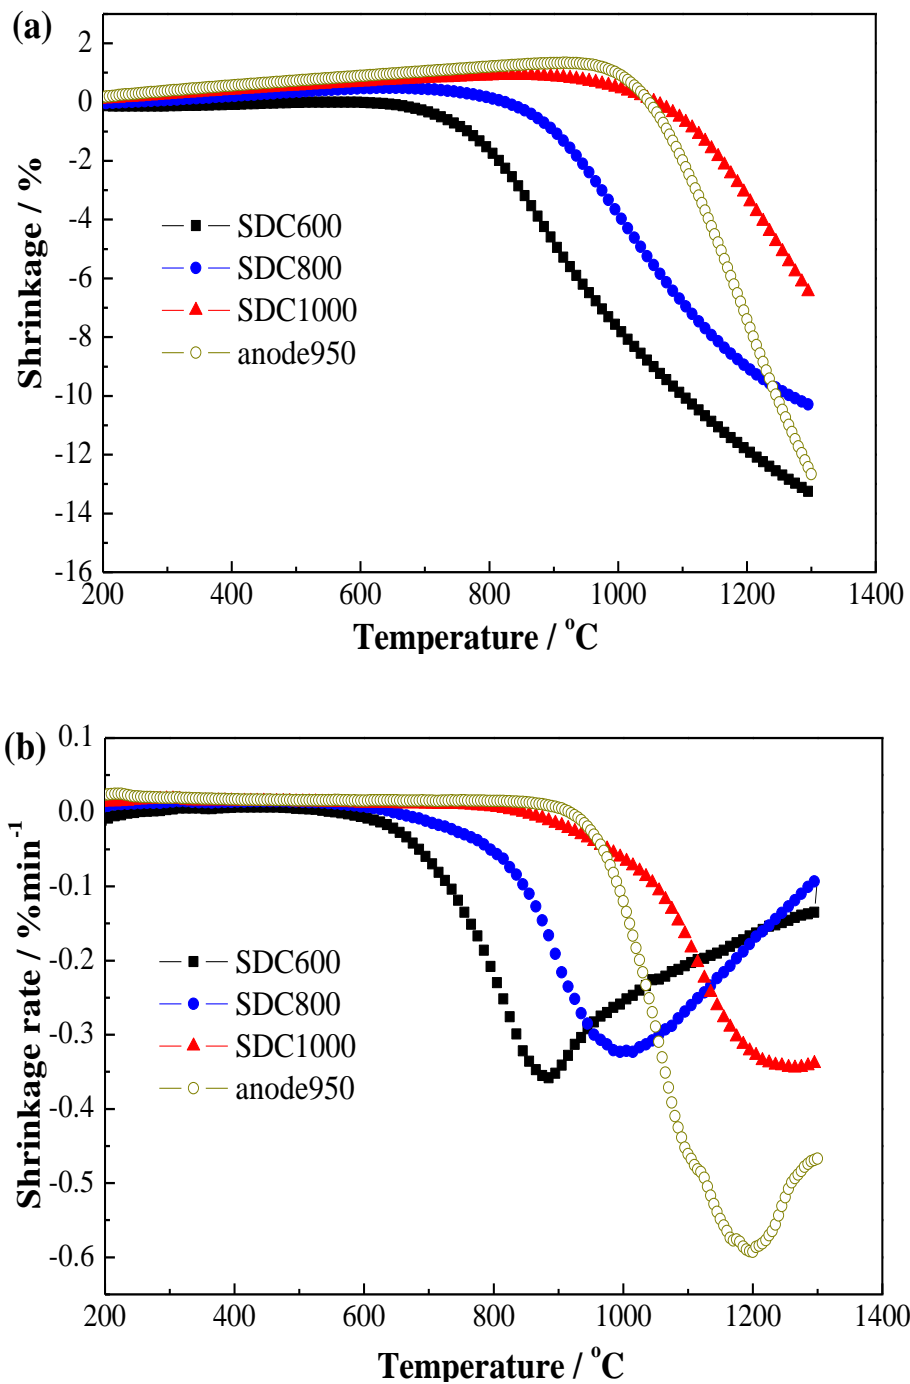 (a)
2
0
-2
-4
-6
-8
-10
-12
-14
-16
Shrinkage / %
SDC600
SDC800
SDC1000
anode950
200 400 600 800 1000 1200 1400
Temperature / °C
(b)
0.1
0.0
-0.1
-0.2
-0.3
-0.4
-0.5
-0.6
Shrinkage rate / %min⁻¹
SDC600
SDC800
SDC1000
anode950
200 400 600 800 1000 1200 1400
Temperature / °C